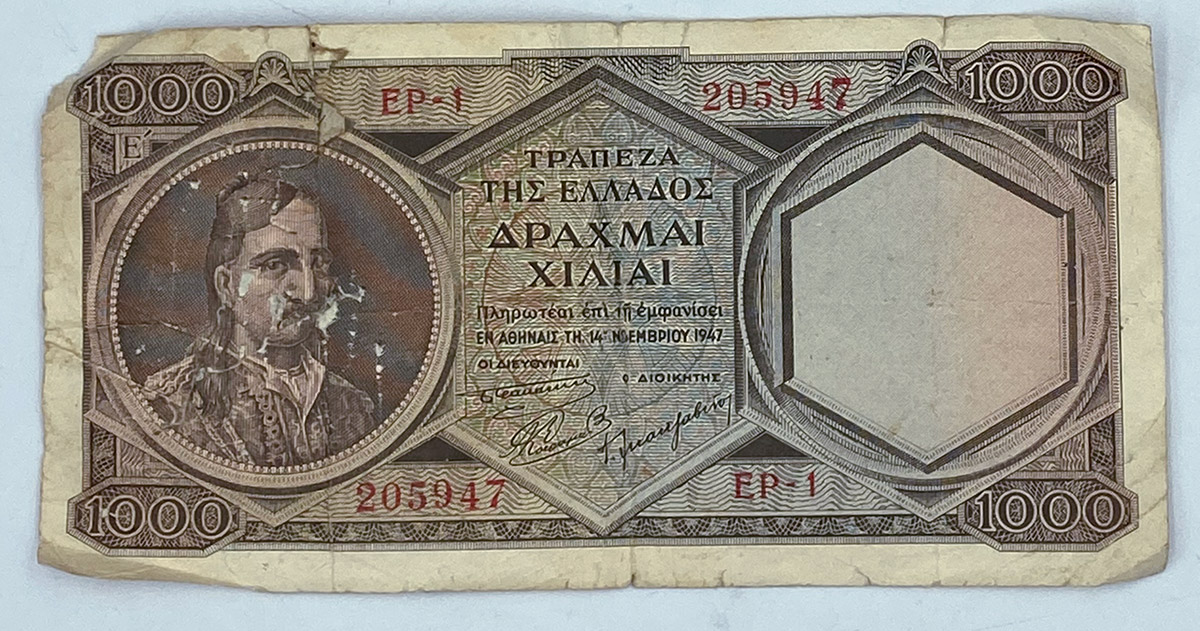 1000 1000
ΕΡ-1 205947
Ε΄
ΤΡΑΠΕΖΑ
ΤΗΣ ΕΛΛΑΔΟΣ
ΔΡΑΧΜΑΙ
ΧΙΛΙΑΙ
Πληρωτέαι ἐπὶ τῇ ἐμφανίσει
ΕΝ ΑΘΗΝΑΙΣ ΤΗ, 14ῃ ΝΟΕΜΒΡΙΟΥ 1947
ΟΙ ΔΙΕΥΘΥΝΤΑΙ
Ο ΔΙΟΙΚΗΤΗΣ
205947 ΕΡ-1
1000 1000